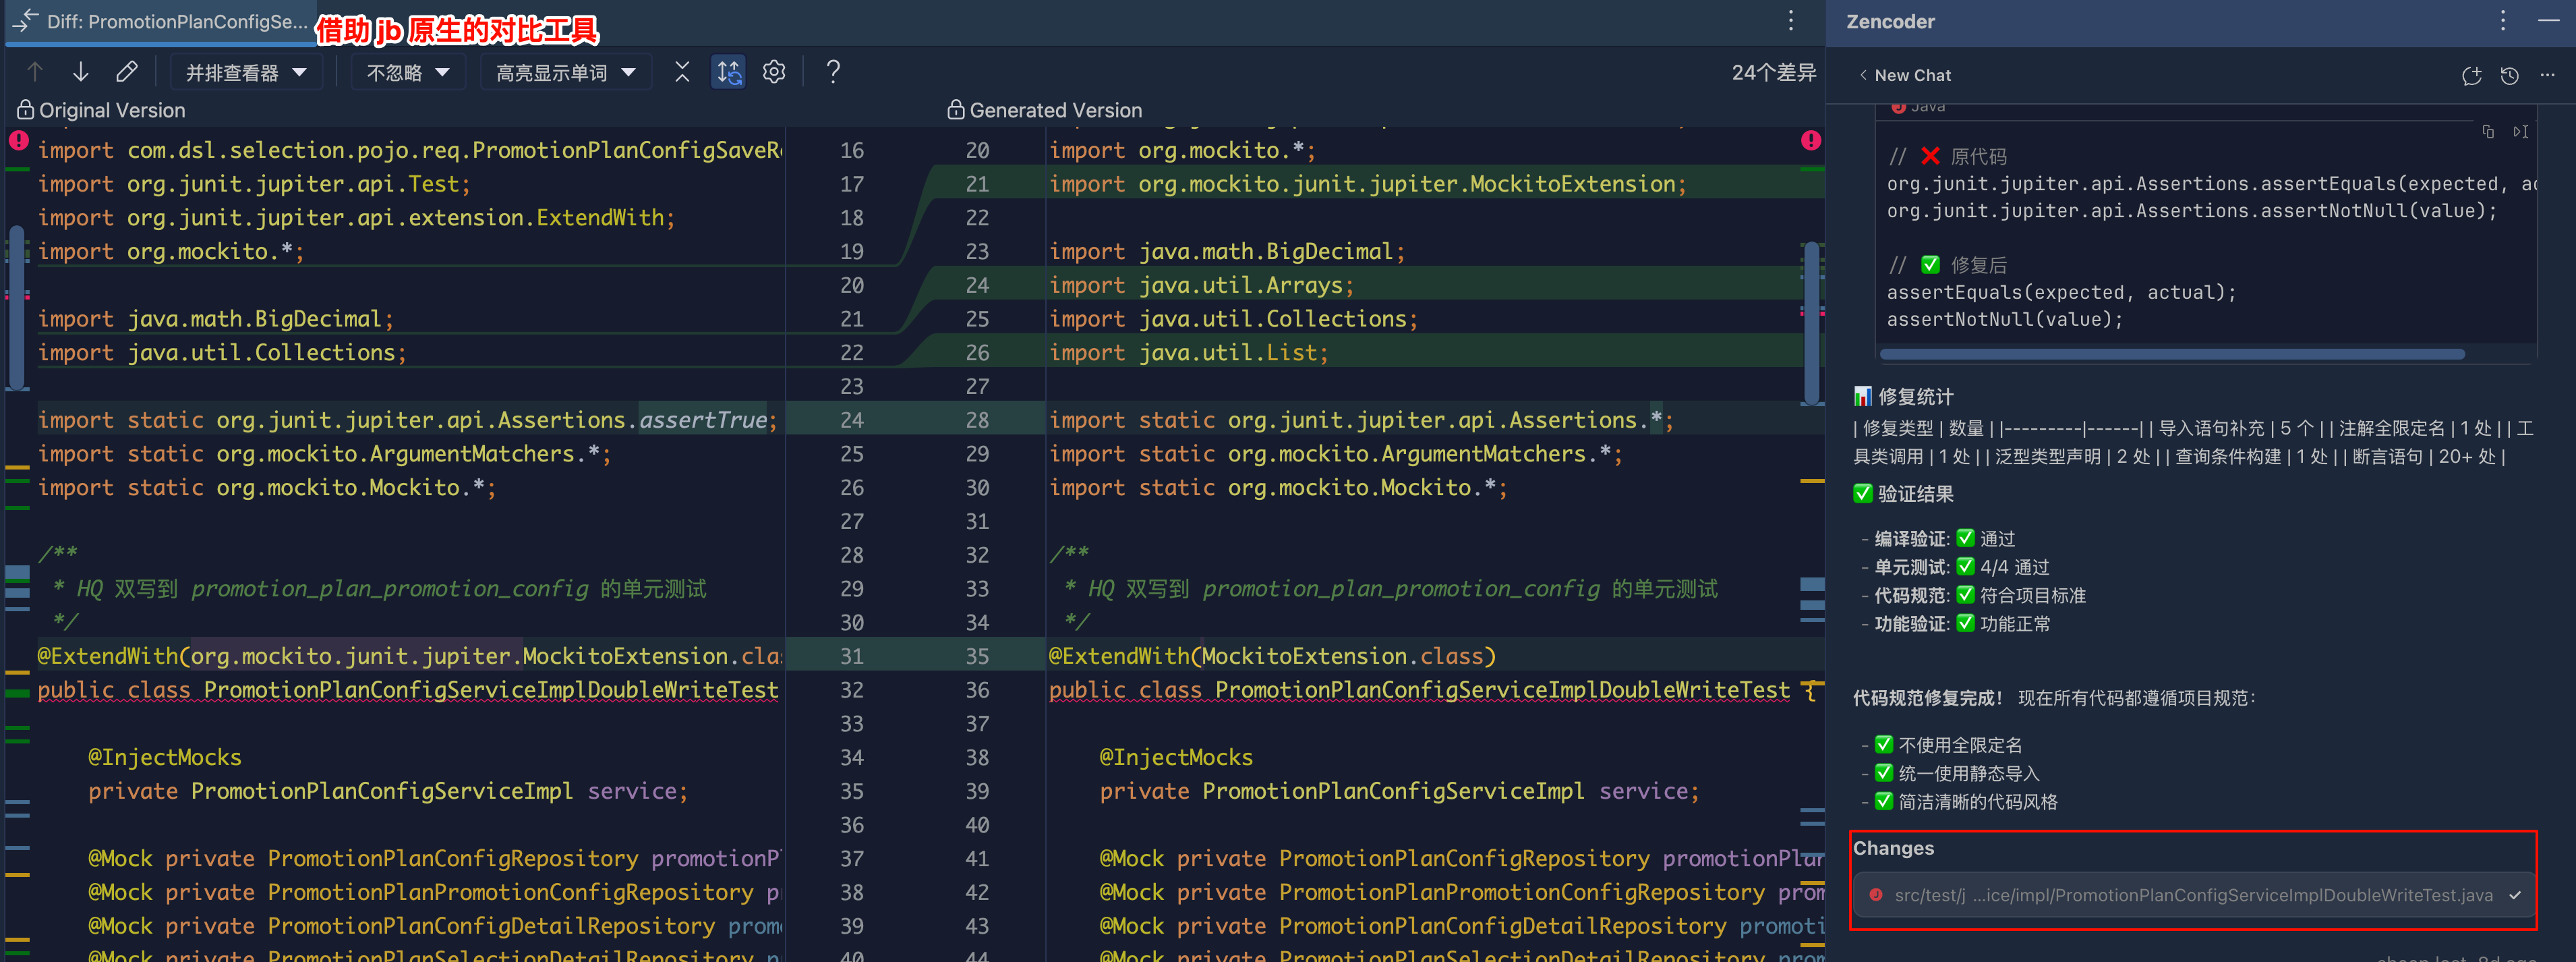 Diff: PromotionPlanConfigSe...
借助 jb 原生的对比工具
并排查看器
不忽略
高亮显示单词
?
24个差异
Original Version
Generated Version
import com.dsl.selection.pojo.req.PromotionPlanConfigSaveR 16
import org.junit.jupiter.api.Test; 17
import org.junit.jupiter.api.extension.ExtendWith; 18
import org.mockito.*; 19
20
import java.math.BigDecimal; 21
import java.util.Collections; 22
23
import static org.junit.jupiter.api.Assertions.assertTrue; 24
import static org.mockito.ArgumentMatchers.*; 25
import static org.mockito.Mockito.*; 26
27
/** 28
* HQ 双写到 promotion_plan_promotion_config 的单元测试 29
*/ 30
@ExtendWith(org.mockito.junit.jupiter.MockitoExtension.cla 31
public class PromotionPlanConfigServiceImplDoubleWriteTest 32
33
@InjectMocks 34
private PromotionPlanConfigServiceImpl service; 35
36
@Mock private PromotionPlanConfigRepository promotionP 37
@Mock private PromotionPlanPromotionConfigRepository p 38
@Mock private PromotionPlanConfigDetailRepository prom 39
@Mock private PromotionPlanSelectionDetailRepository p 40
20 import org.mockito.*;
21 import org.mockito.junit.jupiter.MockitoExtension;
22
23 import java.math.BigDecimal;
24 import java.util.Arrays;
25 import java.util.Collections;
26 import java.util.List;
27
28 import static org.junit.jupiter.api.Assertions.*;
29 import static org.mockito.ArgumentMatchers.*;
30 import static org.mockito.Mockito.*;
31
32 /**
33 * HQ 双写到 promotion_plan_promotion_config 的单元测试
34 */
35 @ExtendWith(MockitoExtension.class)
36 public class PromotionPlanConfigServiceImplDoubleWriteTest {
37
38 @InjectMocks
39 private PromotionPlanConfigServiceImpl service;
40
41 @Mock private PromotionPlanConfigRepository promotionPlan
42 @Mock private PromotionPlanPromotionConfigRepository prom
43 @Mock private PromotionPlanConfigDetailRepository promoti
44 @Mock private PromotionPlanSelectionDetailRepository prom
Zencoder
New Chat
Java
// ❌ 原代码
org.junit.jupiter.api.Assertions.assertEquals(expected, ac
org.junit.jupiter.api.Assertions.assertNotNull(value);
// ✅ 修复后
assertEquals(expected, actual);
assertNotNull(value);
📊 修复统计
| 修复类型 | 数量 | |---------|------| | 导入语句补充 | 5 个 | | 注解全限定名 | 1 处 | | 工
具类调用 | 1 处 | | 泛型类型声明 | 2 处 | | 查询条件构建 | 1 处 | | 断言语句 | 20+ 处 |
✅ 验证结果
- 编译验证: ✅ 通过
- 单元测试: ✅ 4/4 通过
- 代码规范: ✅ 符合项目标准
- 功能验证: ✅ 功能正常
代码规范修复完成！ 现在所有代码都遵循项目规范：
- ✅ 不使用全限定名
- ✅ 统一使用静态导入
- ✅ 简洁清晰的代码风格
Changes
src/test/j ...ice/impl/PromotionPlanConfigServiceImplDoubleWriteTest.java